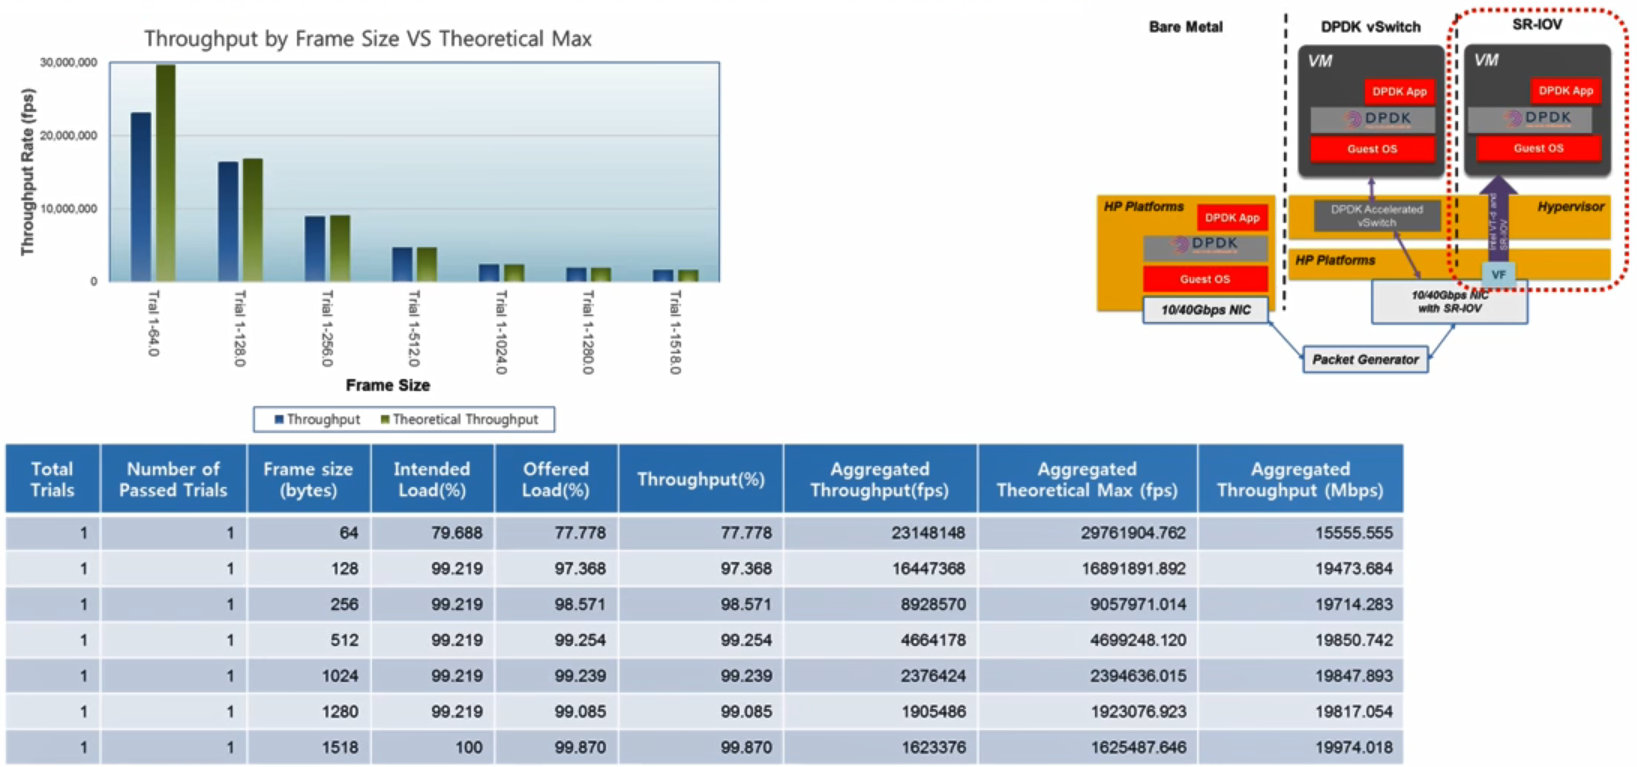 Throughput by Frame Size VS Theoretical Max
Throughput Rate (fps)
30,000,000
20,000,000
10,000,000
0
Trial 1-64.0
Trial 1-128.0
Trial 1-256.0
Trial 1-512.0
Trial 1-1024.0
Trial 1-1280.0
Trial 1-1518.0
Frame Size
Throughput
Theoretical Throughput
Bare Metal
DPDK vSwitch
SR-IOV
VM
DPDK App
DPDK
Guest OS
VM
DPDK App
DPDK
Guest OS
HP Platforms
DPDK App
DPDK
Guest OS
10/40Gbps NIC
DPDK Accelerated
vSwitch
Intel VT-d and
SR-IOV
Hypervisor
HP Platforms
VF
10/40Gbps NIC
with SR-IOV
Packet Generator
Total Trials	Number of Passed Trials	Frame size (bytes)	Intended Load(%)	Offered Load(%)	Throughput(%)	Aggregated Throughput(fps)	Aggregated Theoretical Max (fps)	Aggregated Throughput (Mbps)
1	1	64	79.688	77.778	77.778	23148148	29761904.762	15555.555
1	1	128	99.219	97.368	97.368	16447368	16891891.892	19473.684
1	1	256	99.219	98.571	98.571	8928570	9057971.014	19714.283
1	1	512	99.219	99.254	99.254	4664178	4699248.120	19850.742
1	1	1024	99.219	99.239	99.239	2376424	2394636.015	19847.893
1	1	1280	99.219	99.085	99.085	1905486	1923076.923	19817.054
1	1	1518	100	99.870	99.870	1623376	1625487.646	19974.018